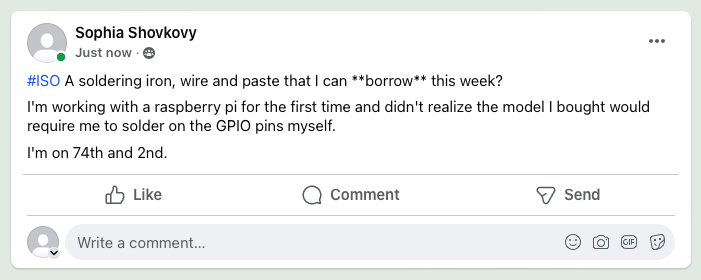 Sophia Shovkovy
Just now ·
#ISO A soldering iron, wire and paste that I can **borrow** this week?
I'm working with a raspberry pi for the first time and didn't realize the model I bought would
require me to solder on the GPIO pins myself.
I'm on 74th and 2nd.
Like Comment Send
Write a comment... GIF